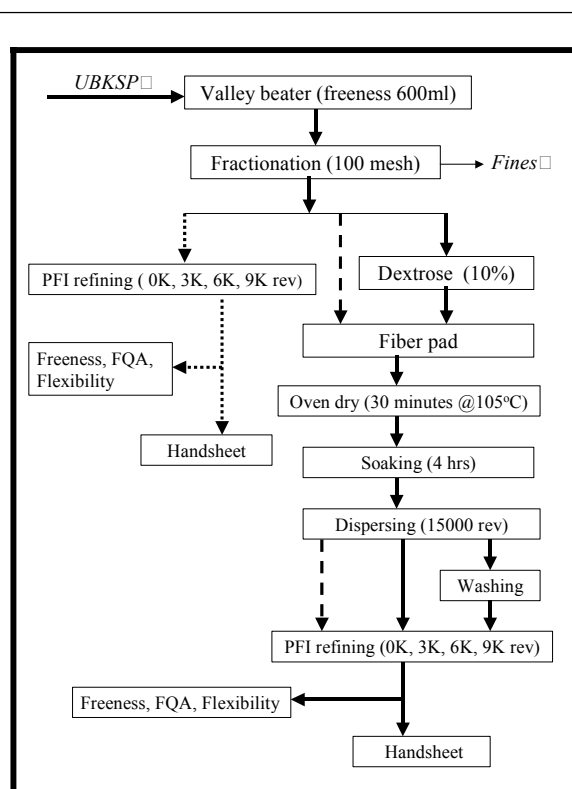 UBKSP□
Valley beater (freeness 600ml)
Fractionation (100 mesh)
Fines□
PFI refining ( 0K, 3K, 6K, 9K rev)
Dextrose (10%)
Fiber pad
Freeness, FQA,
Flexibility
Oven dry (30 minutes @105°C)
Handsheet
Soaking (4 hrs)
Dispersing (15000 rev)
Washing
PFI refining (0K, 3K, 6K, 9K rev)
Freeness, FQA, Flexibility
Handsheet